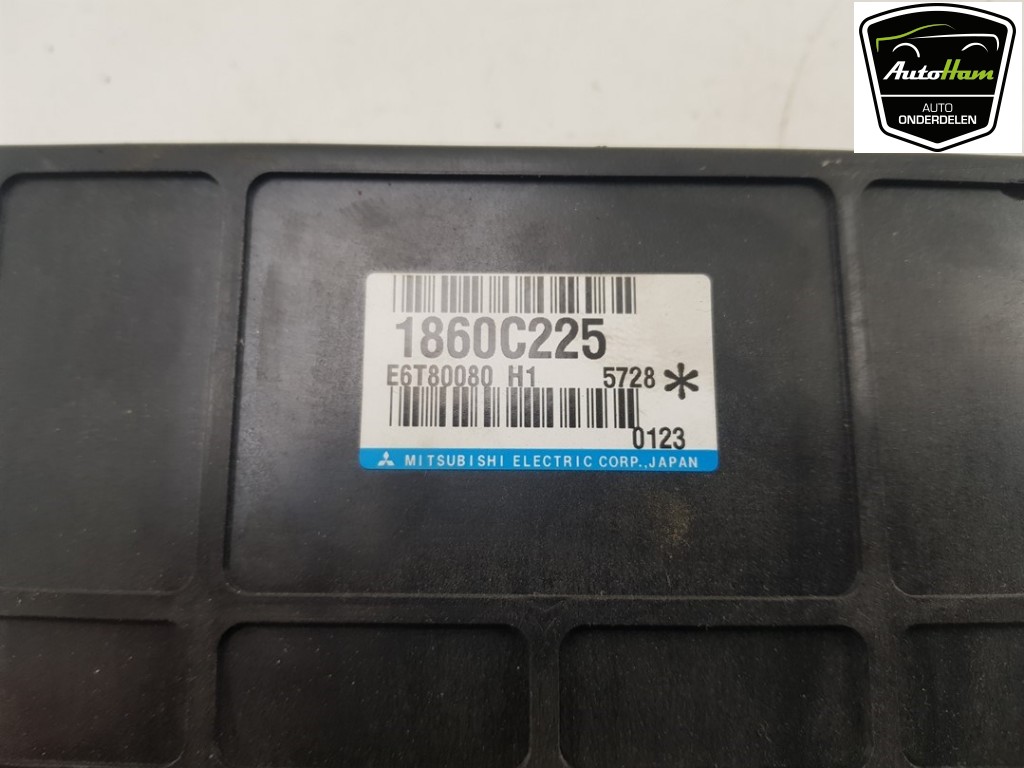 AutoHam
AUTO
ONDERDELEN
1860C225
E6T80080 H1 5728 *
0123
MITSUBISHI ELECTRIC CORP.,JAPAN